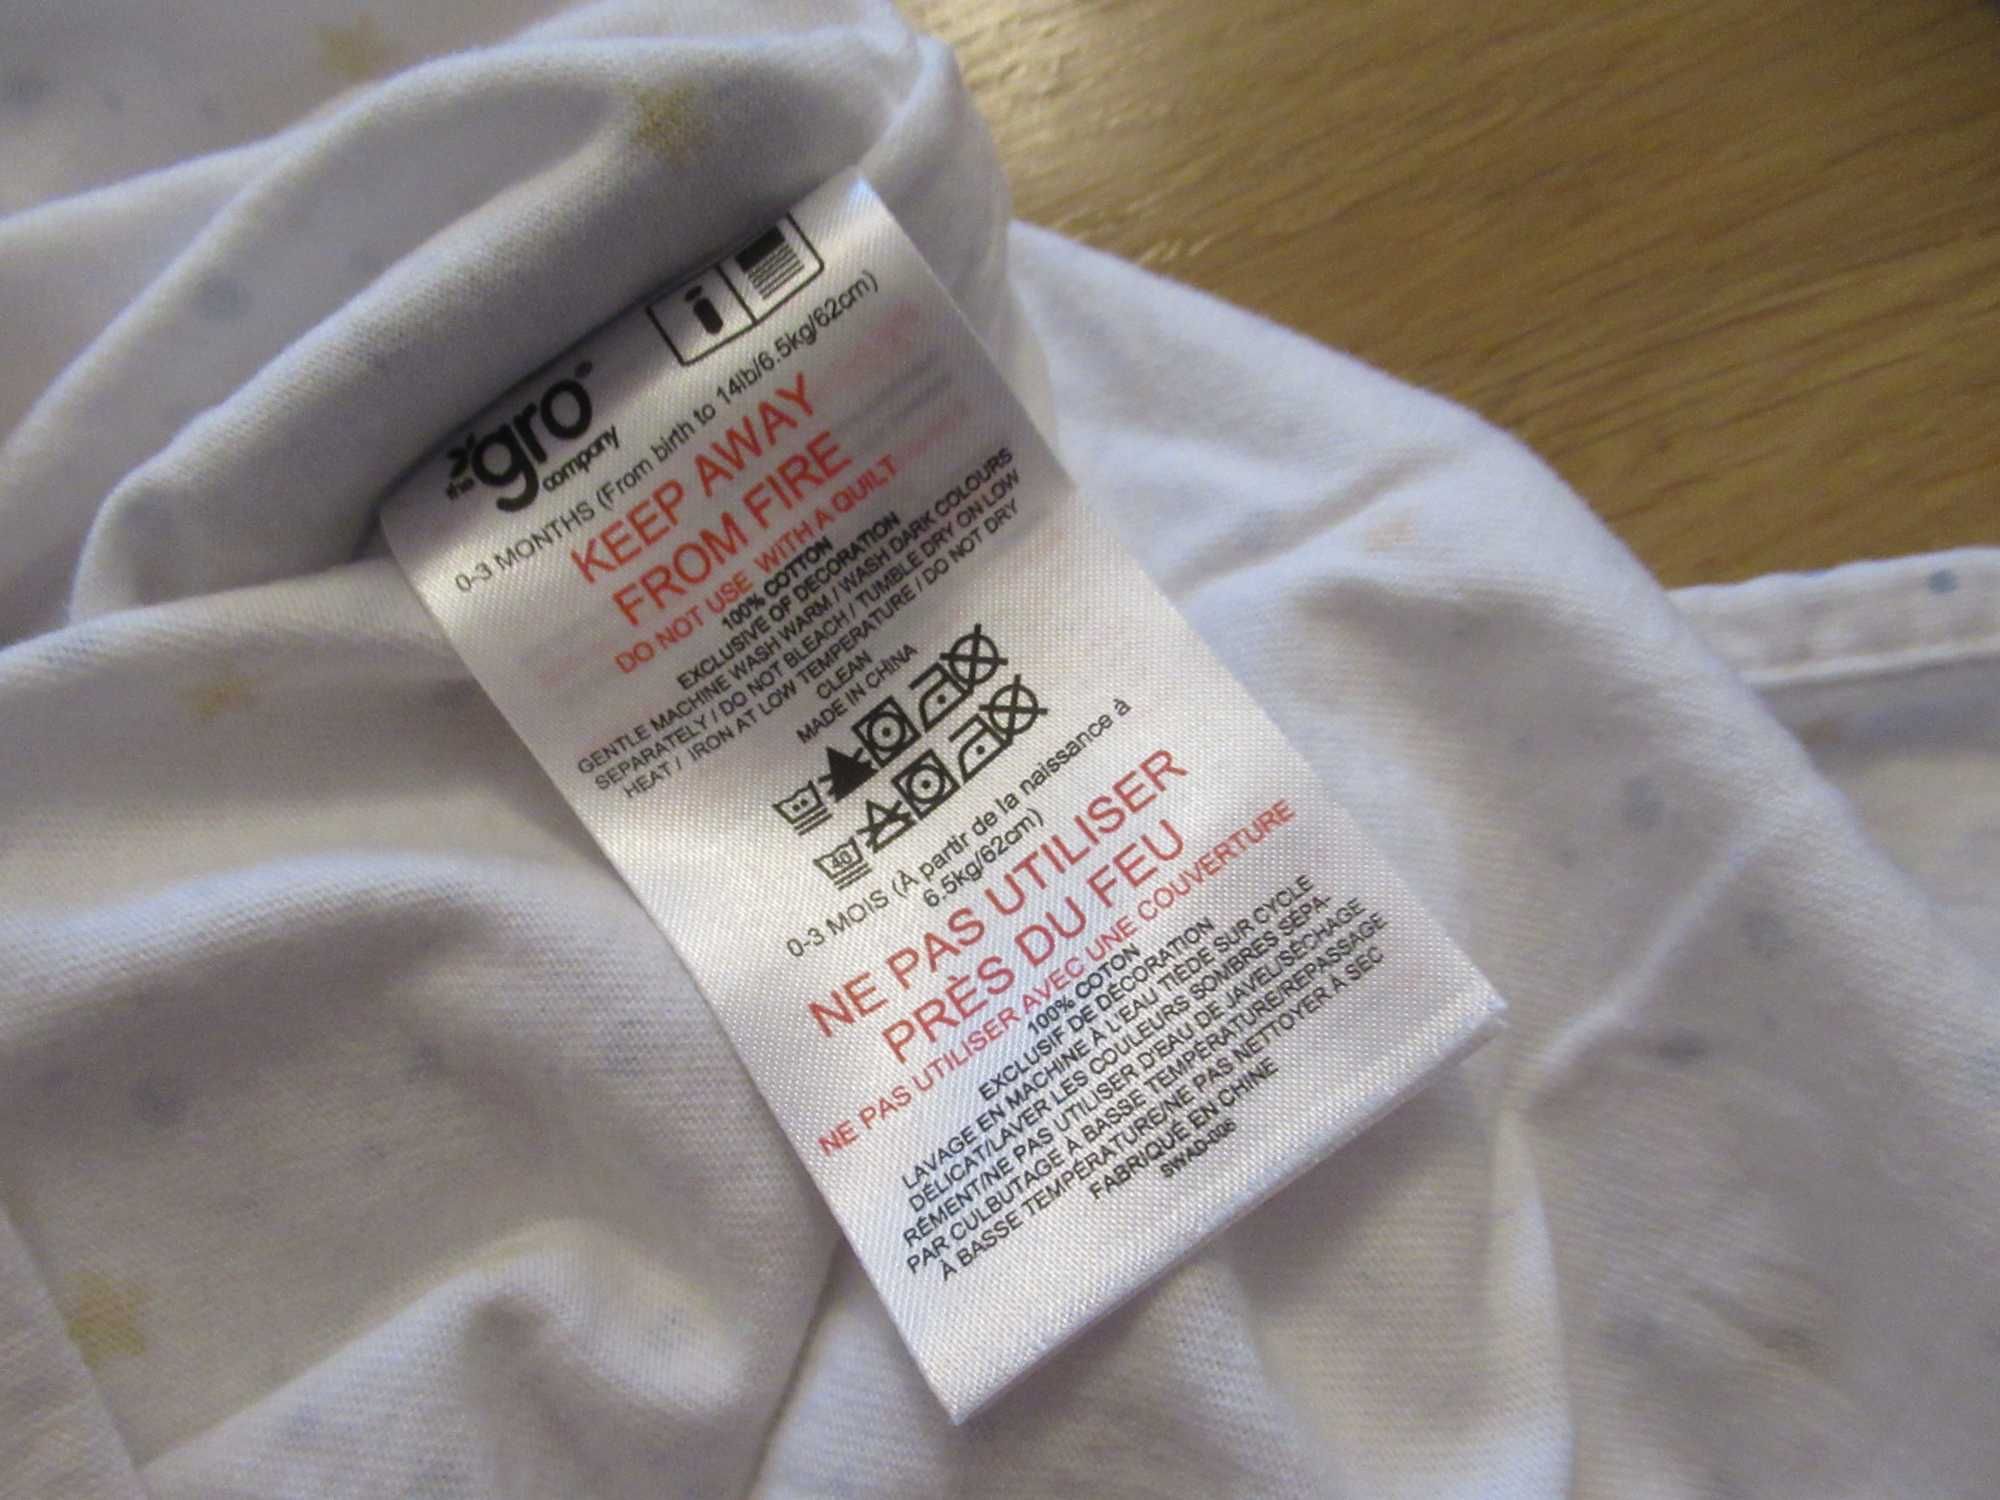 the gro company
0-3 MONTHS (From birth to 14lb/6.5kg/62cm)
KEEP AWAY
FROM FIRE
DO NOT USE WITH A QUILT
100% COTTON
EXCLUSIVE OF DECORATION
GENTLE MACHINE WASH WARM / WASH DARK COLOURS
SEPARATELY / DO NOT BLEACH / TUMBLE DRY ON LOW
HEAT / IRON AT LOW TEMPERATURE / DO NOT DRY
CLEAN
MADE IN CHINA
40
0-3 MOIS (À partir de la naissance à
6.5kg/62cm)
NE PAS UTILISER
PRÈS DU FEU
NE PAS UTILISER AVEC UNE COUVERTURE
100% COTON
EXCLUSIF DE DÉCORATION
LAVAGE EN MACHINE À L'EAU TIÈDE SUR CYCLE
DÉLICAT/LAVER LES COULEURS SOMBRES SÉPA-
RÉMENT/NE PAS UTILISER D'EAU DE JAVEL/SÉCHAGE
PAR CULBUTAGE À BASSE TEMPÉRATURE/REPASSAGE
À BASSE TEMPÉRATURE/NE PAS NETTOYER À SEC
FABRIQUÉ EN CHINE
SWAD-006